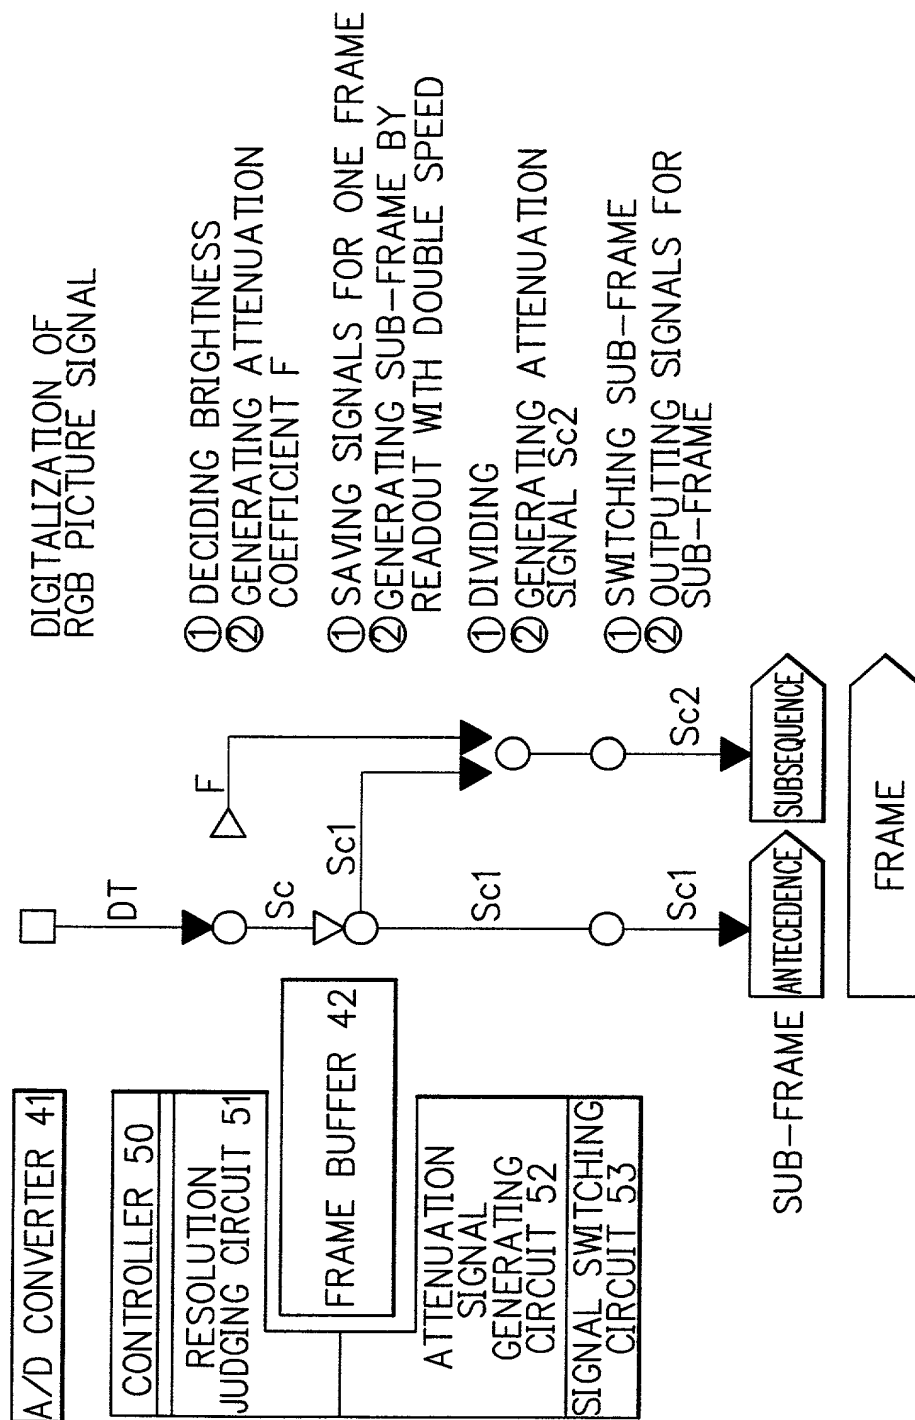 A/D CONVERTER 41
CONTROLLER 50
RESOLUTION
JUDGING CIRCUIT 51
FRAME BUFFER 42
ATTENUATION
SIGNAL
GENERATING
CIRCUIT 52
SIGNAL SWITCHING
CIRCUIT 53
DT
Sc
F
Sc1
Sc1
Sc1
Sc2
SUB-FRAME
ANTECEDENCE
SUBSEQUENCE
FRAME
DIGITALIZATION OF
RGB PICTURE SIGNAL
① DECIDING BRIGHTNESS
② GENERATING ATTENUATION
COEFFICIENT F
① SAVING SIGNALS FOR ONE FRAME
② GENERATING SUB-FRAME BY
READOUT WITH DOUBLE SPEED
① DIVIDING
② GENERATING ATTENUATION
SIGNAL Sc2
① SWITCHING SUB-FRAME
② OUTPUTTING SIGNALS FOR
SUB-FRAME